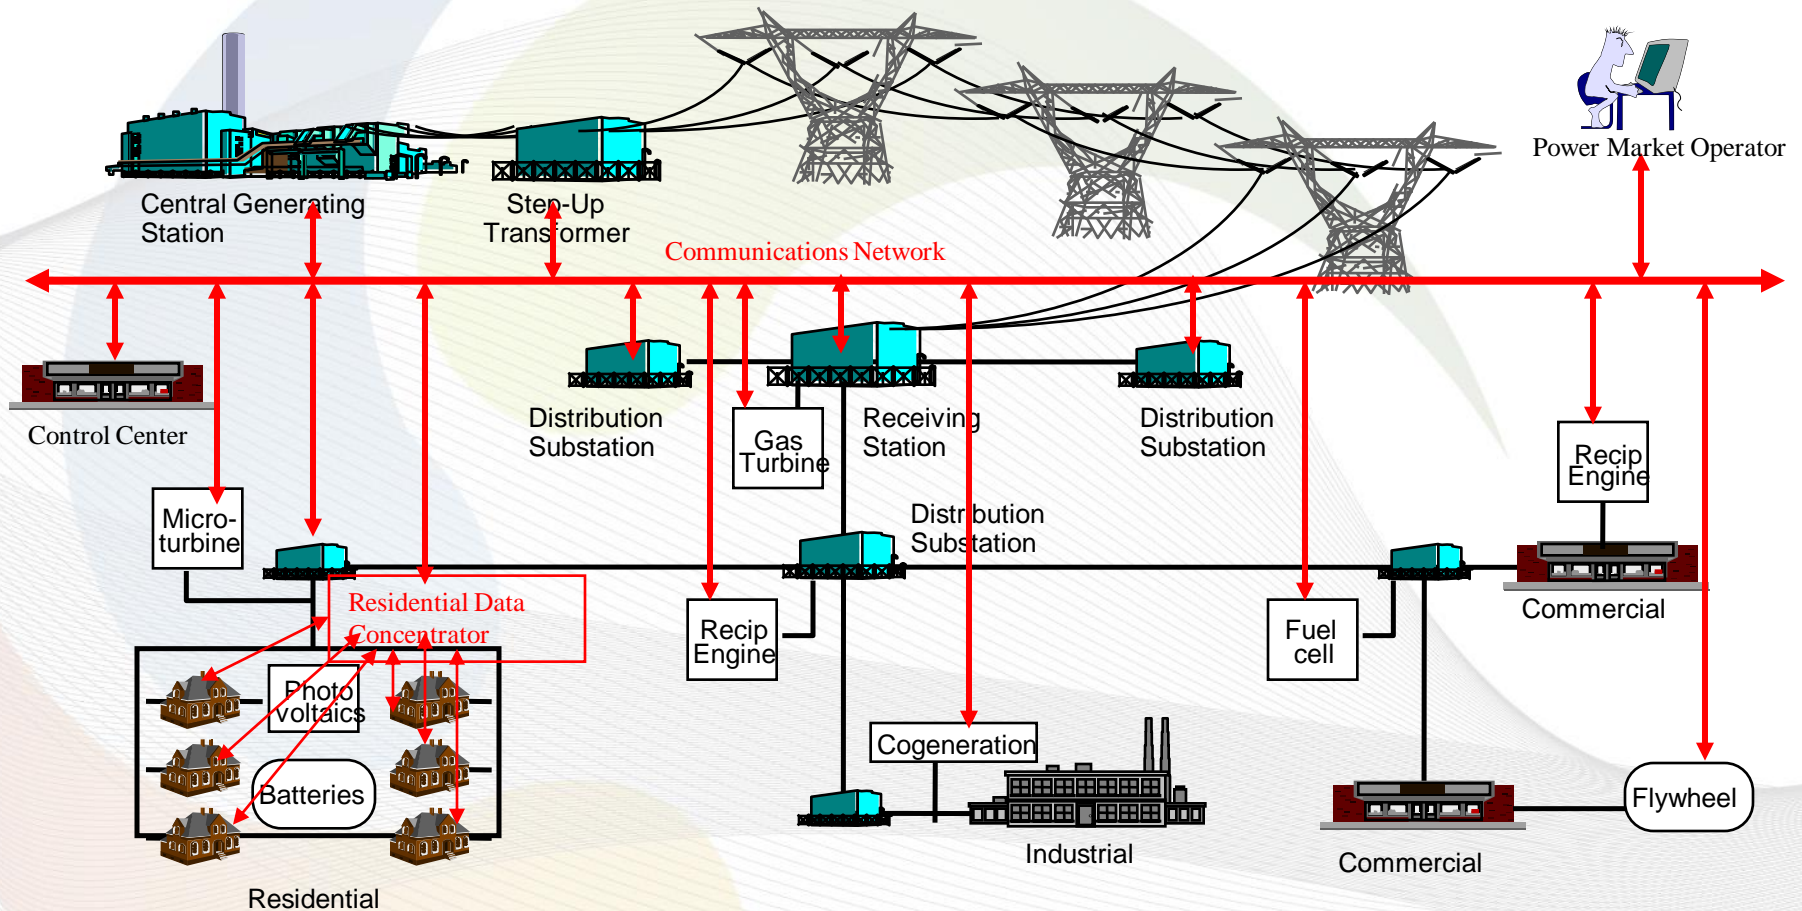 Power Market Operator
Central Generating
Station
Step-Up
Transformer
Communications Network
Control Center
Distribution
Substation
Gas
Turbine
Receiving
Station
Distribution
Substation
Recip
Engine
Micro-
turbine
Distribution
Substation
Residential Data
Concentrator
Recip
Engine
Fuel
cell
Commercial
Photo
voltaics
Cogeneration
Batteries
Flywheel
Industrial
Commercial
Residential